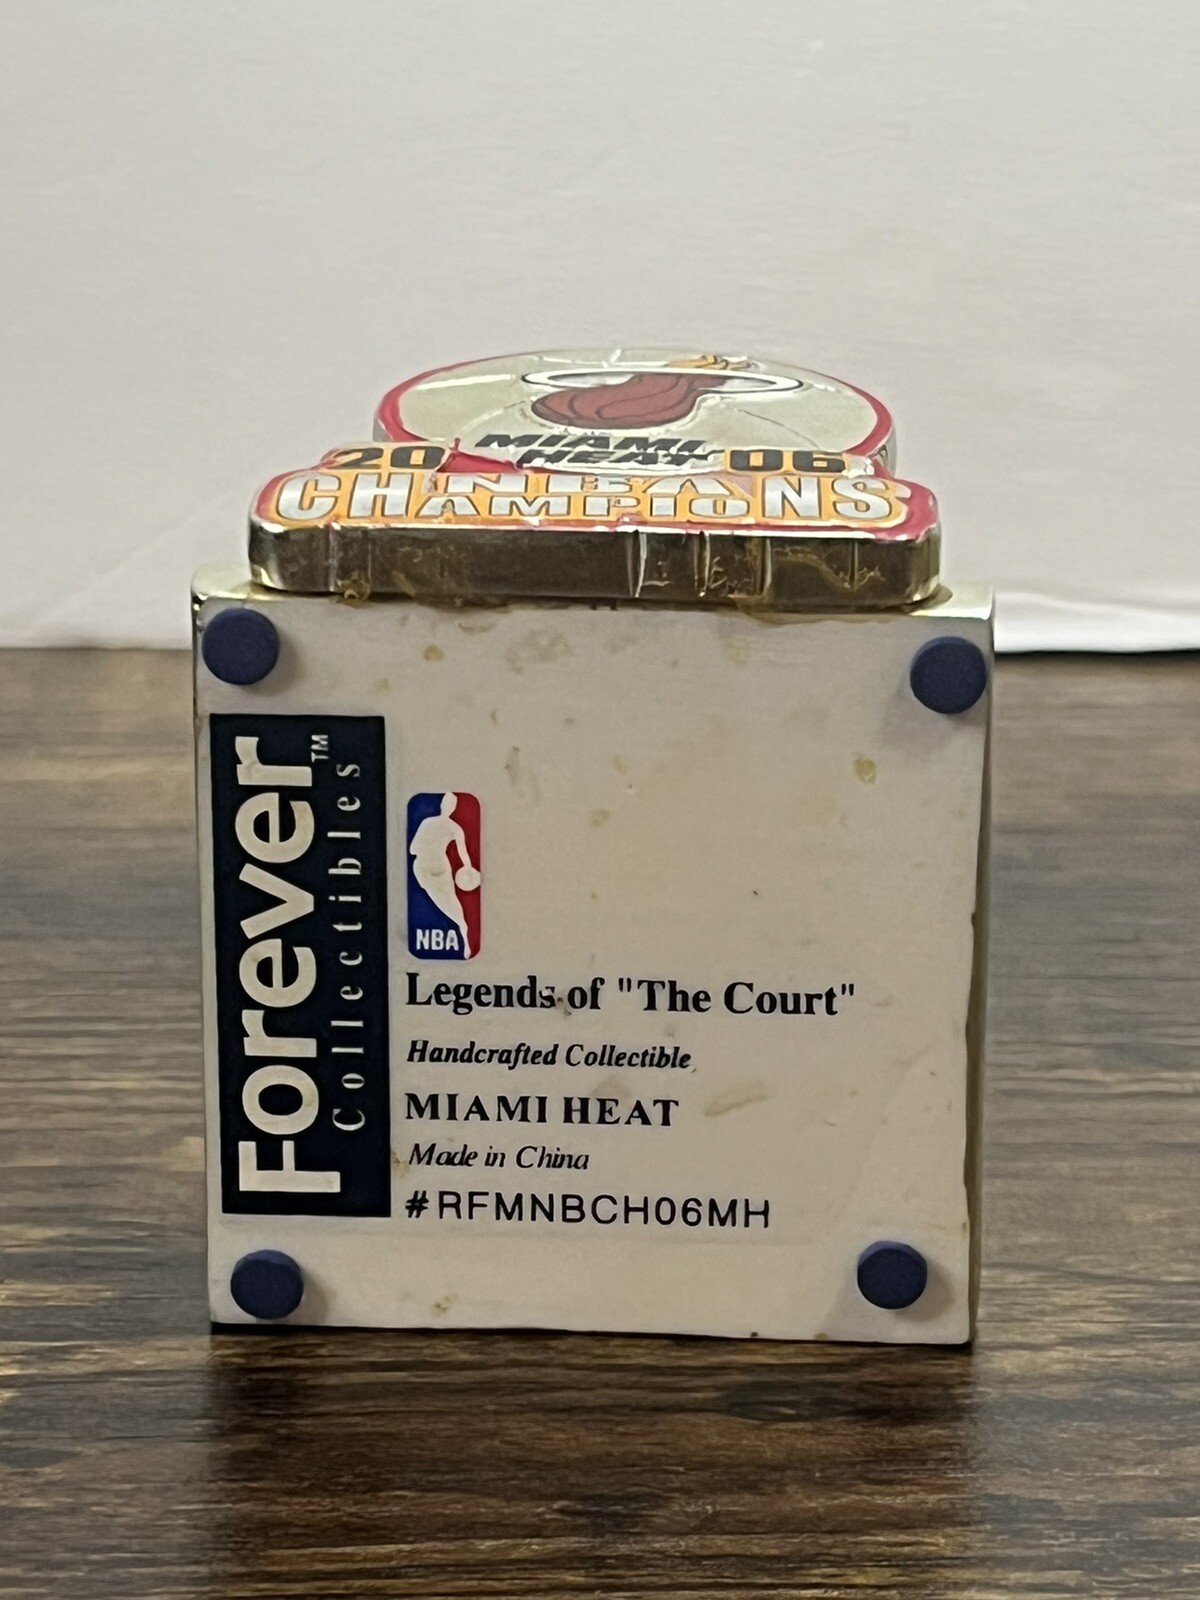 MIAMI
HEAT
20 06
NBA
CHAMPIONS
Forever™
Collectibles
NBA
Legends of "The Court"
Handcrafted Collectible
MIAMI HEAT
Made in China
#RFMNBCH06MH